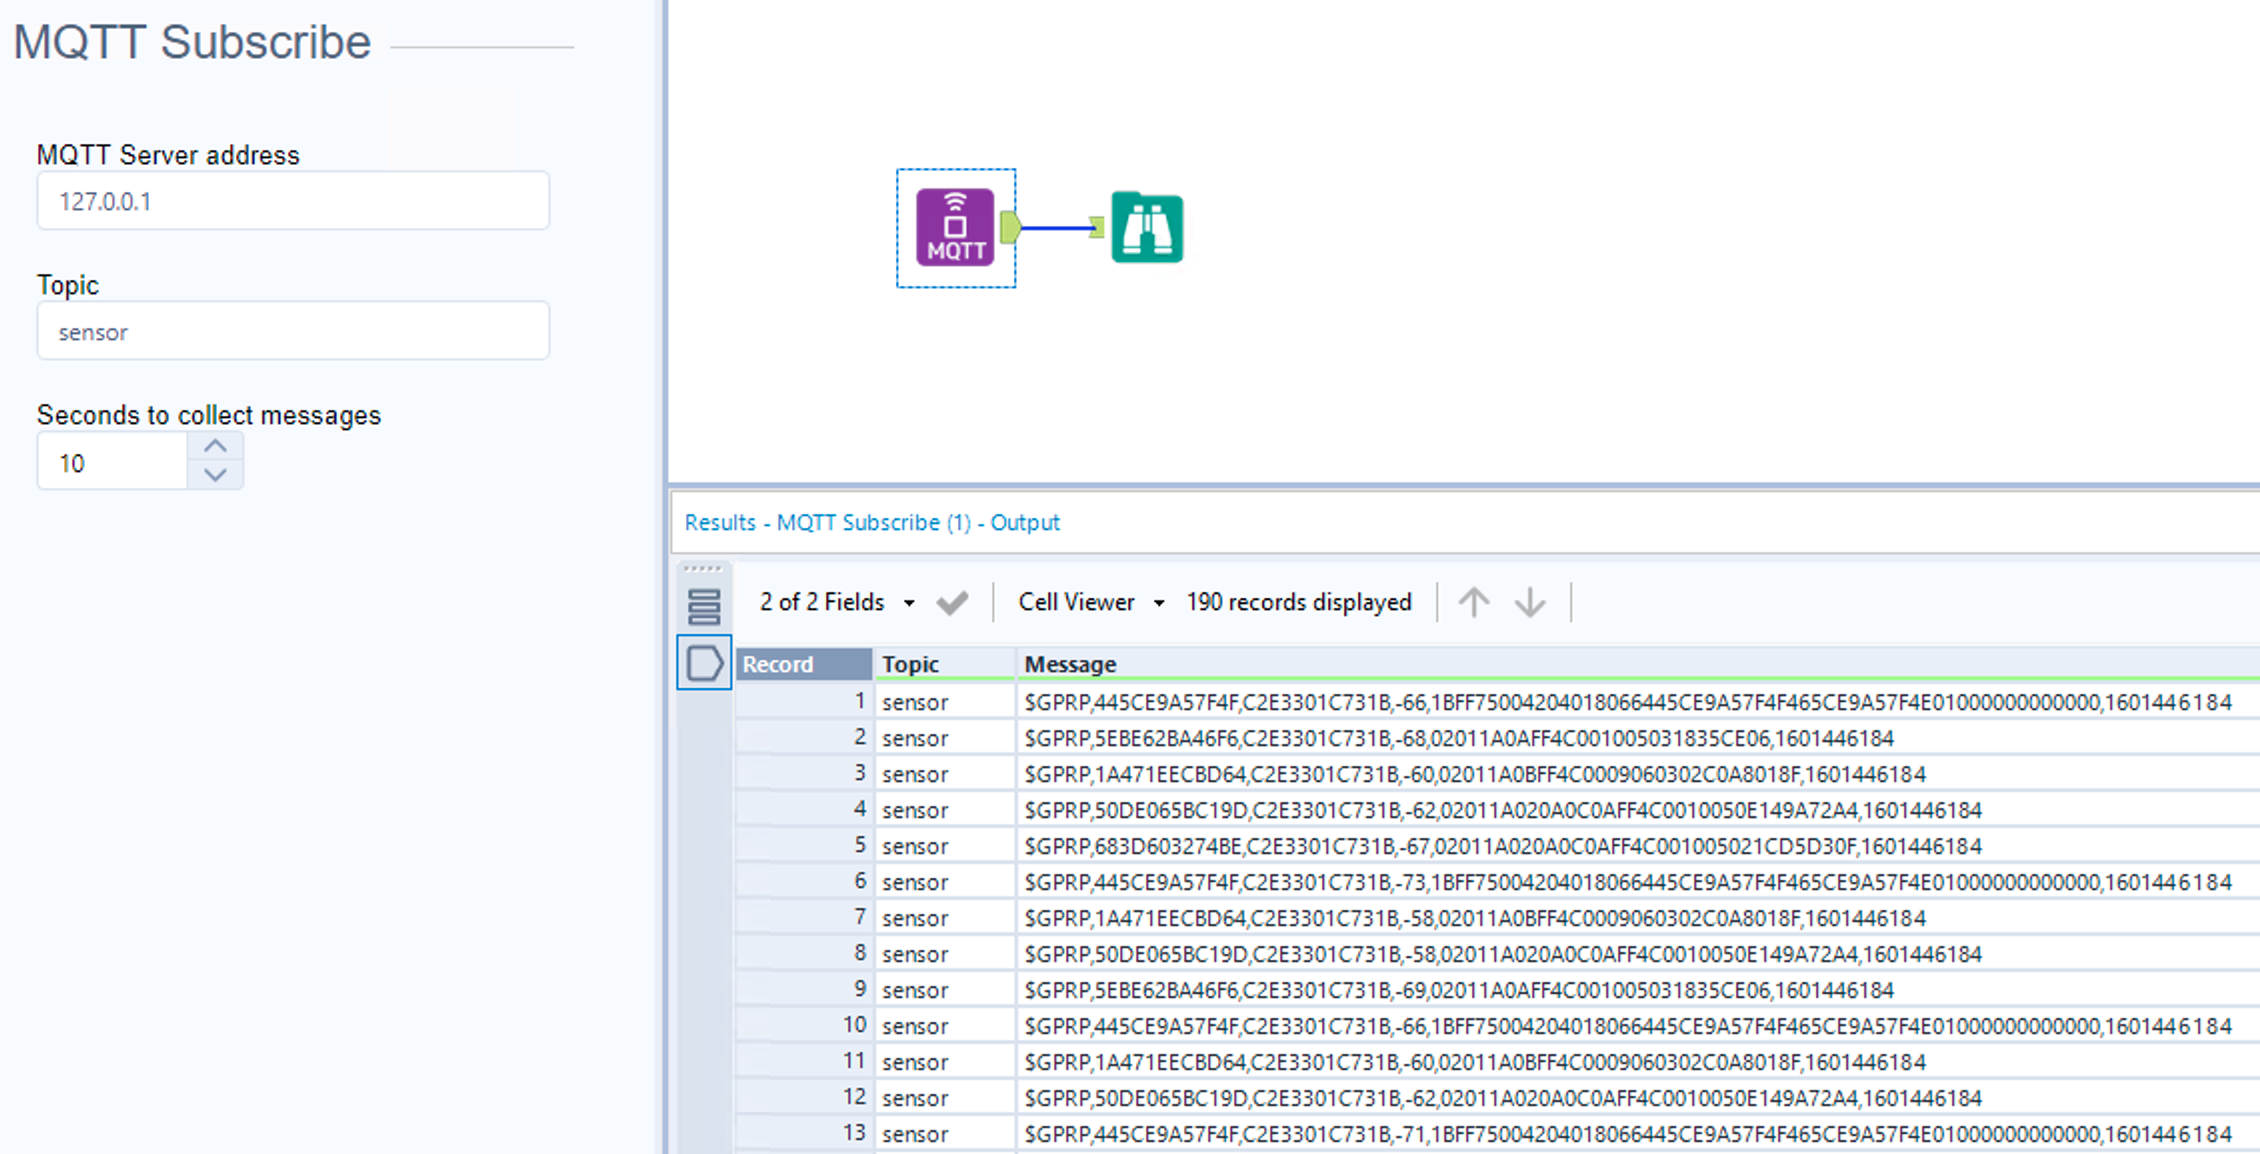 MQTT Subscribe
MQTT Server address
127.0.0.1
Topic
sensor
Seconds to collect messages
10
MQTT
Results - MQTT Subscribe (1) - Output
2 of 2 Fields Cell Viewer 190 records displayed
Record Topic Message
1 sensor $GPRP,445CE9A57F4F,C2E3301C731B,-66,1BFF75004204018066445CE9A57F4F465CE9A57F4E01000000000000,1601446184
2 sensor $GPRP,5EBE62BA46F6,C2E3301C731B,-68,02011A0AFF4C001005031835CE06,1601446184
3 sensor $GPRP,1A471EECBD64,C2E3301C731B,-60,02011A0BFF4C0009060302C0A8018F,1601446184
4 sensor $GPRP,50DE065BC19D,C2E3301C731B,-62,02011A020A0C0AFF4C0010050E149A72A4,1601446184
5 sensor $GPRP,683D603274BE,C2E3301C731B,-67,02011A020A0C0AFF4C001005021CD5D30F,1601446184
6 sensor $GPRP,445CE9A57F4F,C2E3301C731B,-73,1BFF75004204018066445CE9A57F4F465CE9A57F4E01000000000000,1601446184
7 sensor $GPRP,1A471EECBD64,C2E3301C731B,-58,02011A0BFF4C0009060302C0A8018F,1601446184
8 sensor $GPRP,50DE065BC19D,C2E3301C731B,-58,02011A020A0C0AFF4C0010050E149A72A4,1601446184
9 sensor $GPRP,5EBE62BA46F6,C2E3301C731B,-69,02011A0AFF4C001005031835CE06,1601446184
10 sensor $GPRP,445CE9A57F4F,C2E3301C731B,-66,1BFF75004204018066445CE9A57F4F465CE9A57F4E01000000000000,1601446184
11 sensor $GPRP,1A471EECBD64,C2E3301C731B,-60,02011A0BFF4C0009060302C0A8018F,1601446184
12 sensor $GPRP,50DE065BC19D,C2E3301C731B,-62,02011A020A0C0AFF4C0010050E149A72A4,1601446184
13 sensor $GPRP,445CE9A57F4F,C2E3301C731B,-71,1BFF75004204018066445CE9A57F4F465CE9A57F4E01000000000000,1601446184